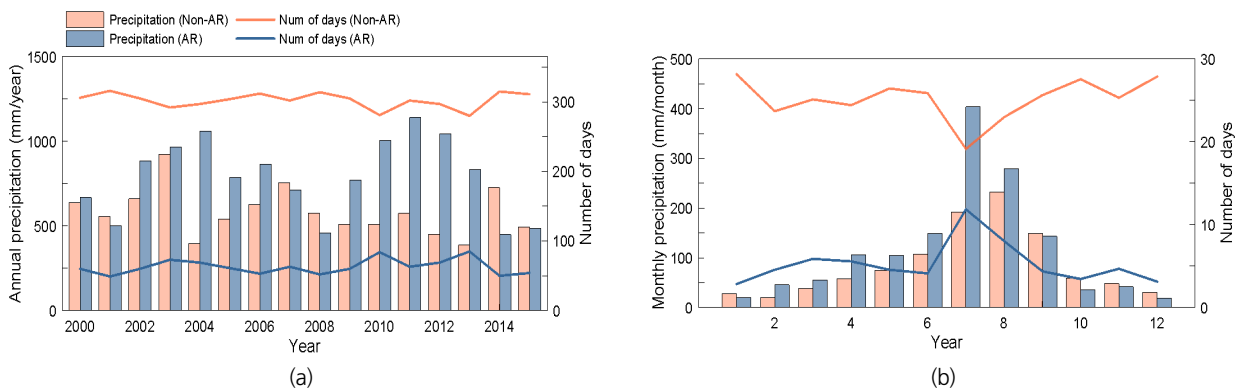 Precipitation (Non-AR) Num of days (Non-AR)
Precipitation (AR) Num of days (AR)
1500
1000
500
0
Annual precipitation (mm/year)
300
200
100
0
Number of days
2000 2002 2004 2006 2008 2010 2012 2014
Year
(a)
500
400
300
200
100
0
Monthly precipitation (mm/month)
30
20
10
0
Number of days
2 4 6 8 10 12
Year
(b)